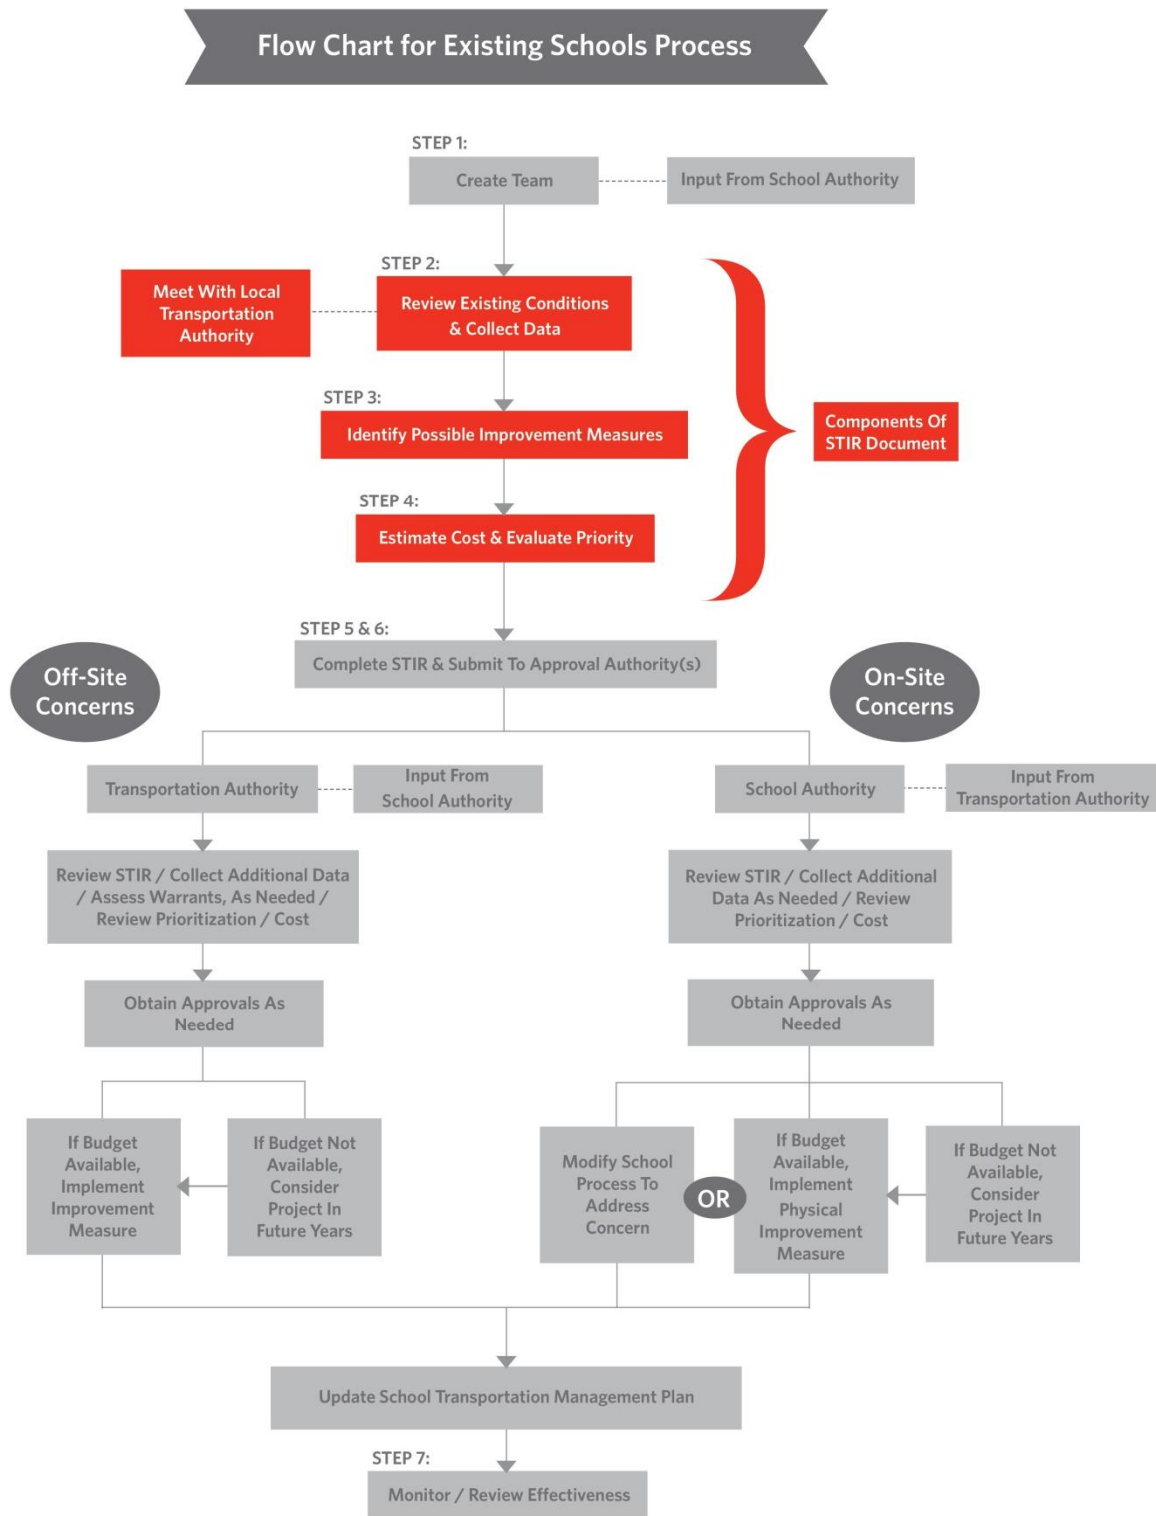 Flow Chart for Existing Schools Process
STEP 1:
Create Team
Input From School Authority
STEP 2:
Meet With Local
Transportation
Authority
Review Existing Conditions
& Collect Data
STEP 3:
Identify Possible Improvement Measures
Components Of
STIR Document
STEP 4:
Estimate Cost & Evaluate Priority
STEP 5 & 6:
Complete STIR & Submit To Approval Authority(s)
Off-Site
Concerns
On-Site
Concerns
Transportation Authority
Input From
School Authority
School Authority
Input From
Transportation Authority
Review STIR / Collect Additional Data
/ Assess Warrants, As Needed /
Review Prioritization / Cost
Review STIR / Collect Additional
Data As Needed / Review
Prioritization / Cost
Obtain Approvals As
Needed
Obtain Approvals As
Needed
If Budget
Available,
Implement
Improvement
Measure
If Budget Not
Available,
Consider
Project In
Future Years
Modify School
Process To
Address
Concern
OR
If Budget
Available,
Implement
Physical
Improvement
Measure
If Budget Not
Available,
Consider
Project In
Future Years
Update School Transportation Management Plan
STEP 7:
Monitor / Review Effectiveness